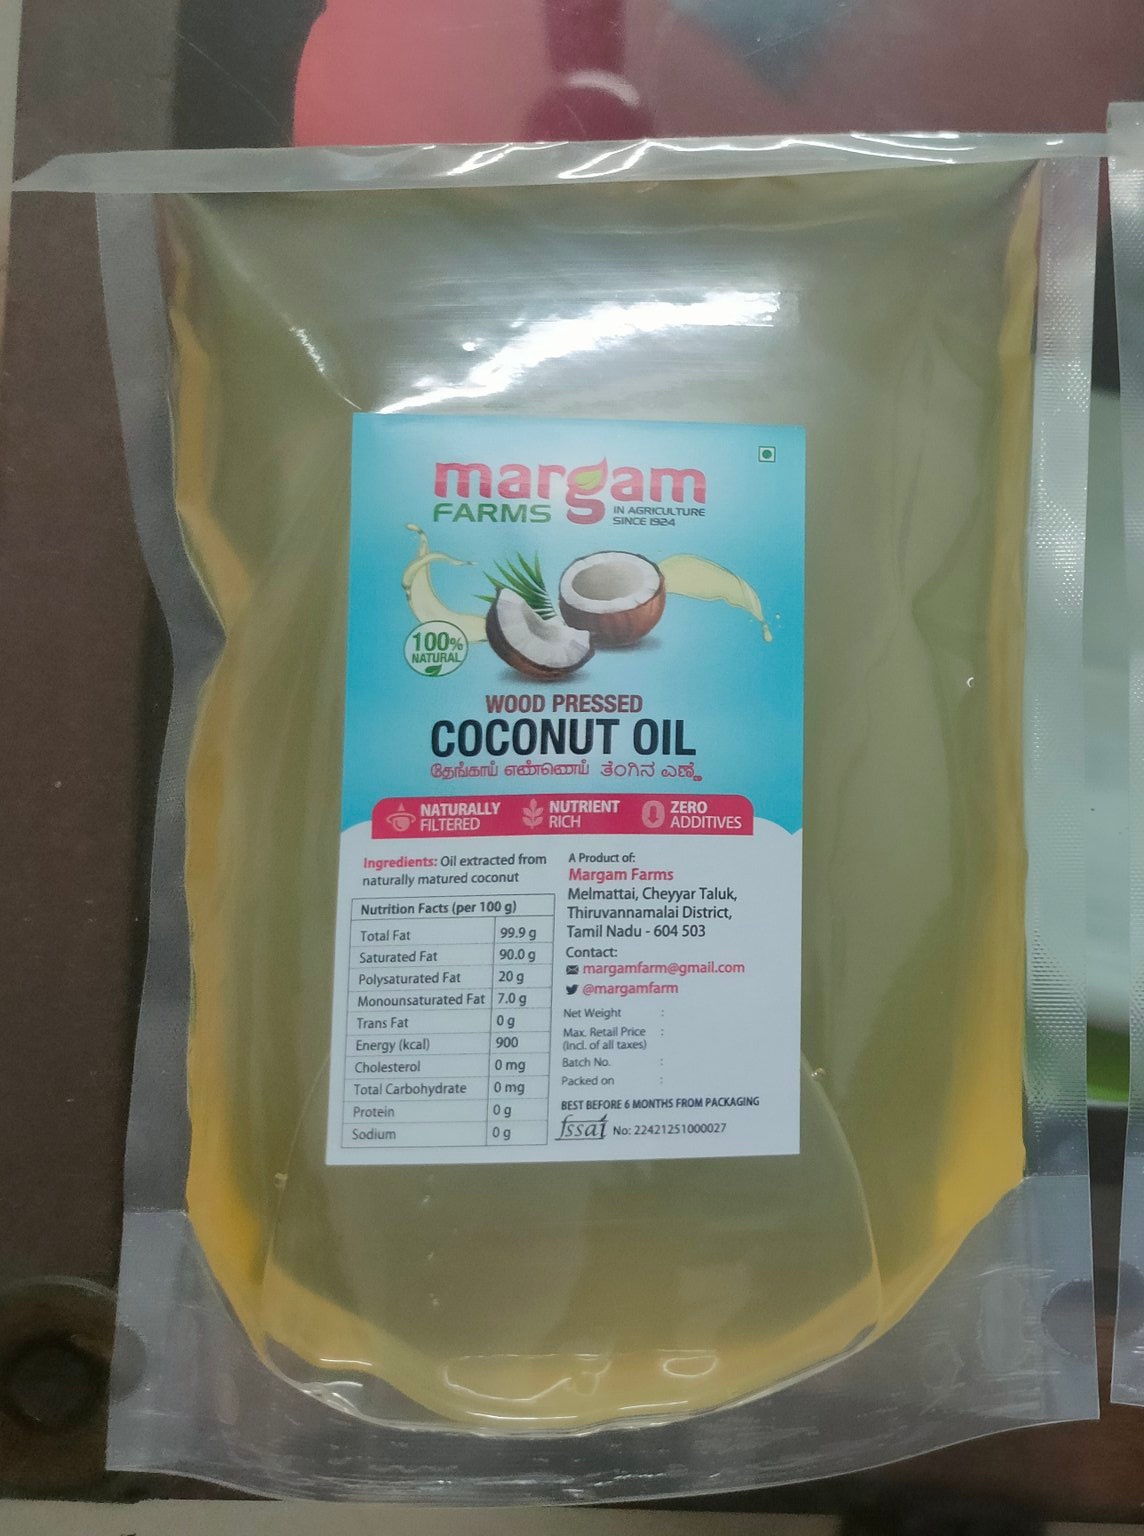 margam
FARMS
IN AGRICULTURE
SINCE 1924
100%
NATURAL
WOOD PRESSED
COCONUT OIL
தேங்காய் எண்ணெய் ತೆಂಗಿನ ಎಣ್ಣೆ
NATURALLY
FILTERED
NUTRIENT
RICH
ZERO
ADDITIVES
Ingredients: Oil extracted from
naturally matured coconut
Nutrition Facts (per 100 g)
Total Fat 99.9 g
Saturated Fat 90.0 g
Polysaturated Fat 20 g
Monounsaturated Fat 7.0 g
Trans Fat 0 g
Energy (kcal) 900
Cholesterol 0 mg
Total Carbohydrate 0 mg
Protein 0 g
Sodium 0 g
A Product of:
Margam Farms
Melmattai, Cheyyar Taluk,
Thiruvannamalai District,
Tamil Nadu - 604 503
Contact:
margamfarm@gmail.com
@margamfarm
Net Weight :
Max. Retail Price :
(Incl. of all taxes)
Batch No. :
Packed on :
BEST BEFORE 6 MONTHS FROM PACKAGING
fssai No: 22421251000027